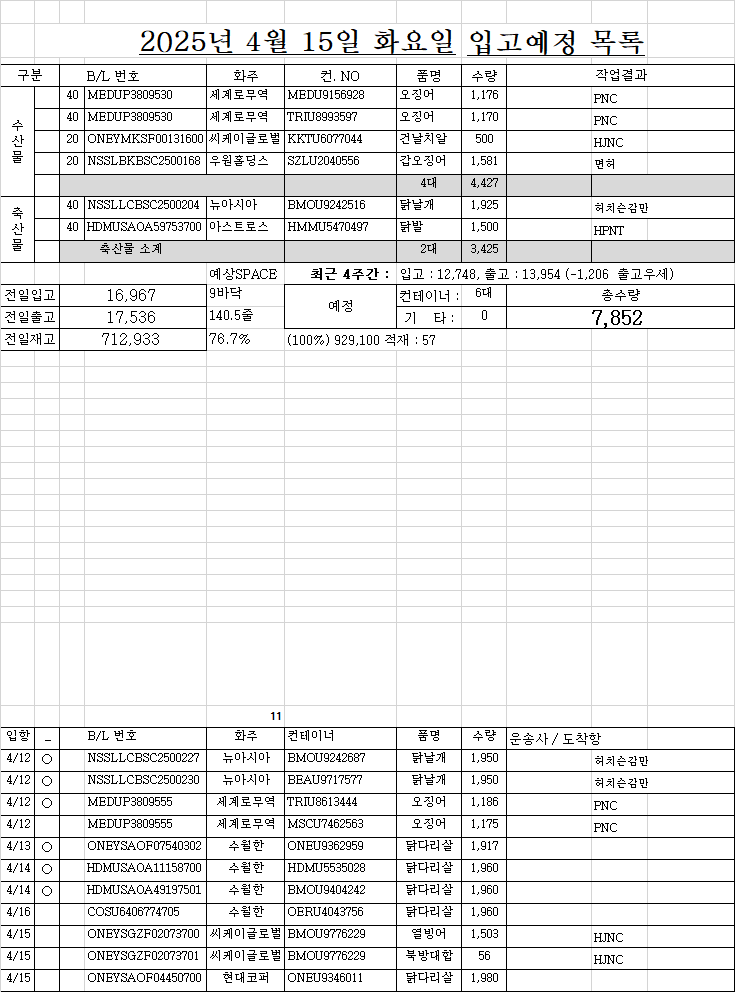 2025년 4월 15일 화요일 입고예정 목록
구분 B/L 번호 화주 컨. NO 품명 수량 작업결과
수산물
40 MEDUP3809530 세계로무역 MEDU9156928 오징어 1,176 PNC
40 MEDUP3809530 세계로무역 TRIU8993597 오징어 1,170 PNC
20 ONEYMKSF00131600 씨케이글로벌 KKTU6077044 건날치알 500 HJNC
20 NSSLBKBSC2500168 우원홀딩스 SZLU2040556 갑오징어 1,581 면허
4대 4,427
축산물
40 NSSLLCBSC2500204 뉴아시아 BMOU9242516 닭날개 1,925 허치슨감만
40 HDMUSAOA59753700 아스트로스 HMMU5470497 닭발 1,500 HPNT
축산물 소계 2대 3,425
예상SPACE 최근 4주간 : 입고 : 12,748, 출고 : 13,954 (-1,206 출고우세)
전일입고 16,967 9바닥 예정 컨테이너 : 6대 총수량
전일출고 17,536 140.5줄 기 타 : 0 7,852
전일재고 712,933 76.7% (100%) 929,100 적재 : 57
11
입항 _ B/L 번호 화주 컨테이너 품명 수량 운송사 / 도착항
4/12 ○ NSSLLCBSC2500227 뉴아시아 BMOU9242687 닭날개 1,950 허치슨감만
4/12 ○ NSSLLCBSC2500230 뉴아시아 BEAU9717577 닭날개 1,950 허치슨감만
4/12 ○ MEDUP3809555 세계로무역 TRIU8613444 오징어 1,186 PNC
4/12 MEDUP3809555 세계로무역 MSCU7462563 오징어 1,175 PNC
4/13 ○ ONEYSAOF07540302 수월한 ONEU9362959 닭다리살 1,917
4/14 ○ HDMUSAOA11158700 수월한 HDMU5535028 닭다리살 1,960
4/14 ○ HDMUSAOA49197501 수월한 BMOU9404242 닭다리살 1,960
4/16 COSU6406774705 수월한 OERU4043756 닭다리살 1,960
4/15 ONEYSGZF02073700 씨케이글로벌 BMOU9776229 열빙어 1,503 HJNC
4/15 ONEYSGZF02073701 씨케이글로벌 BMOU9776229 북방대합 56 HJNC
4/15 ONEYSAOF04450700 현대코퍼 ONEU9346011 닭다리살 1,980